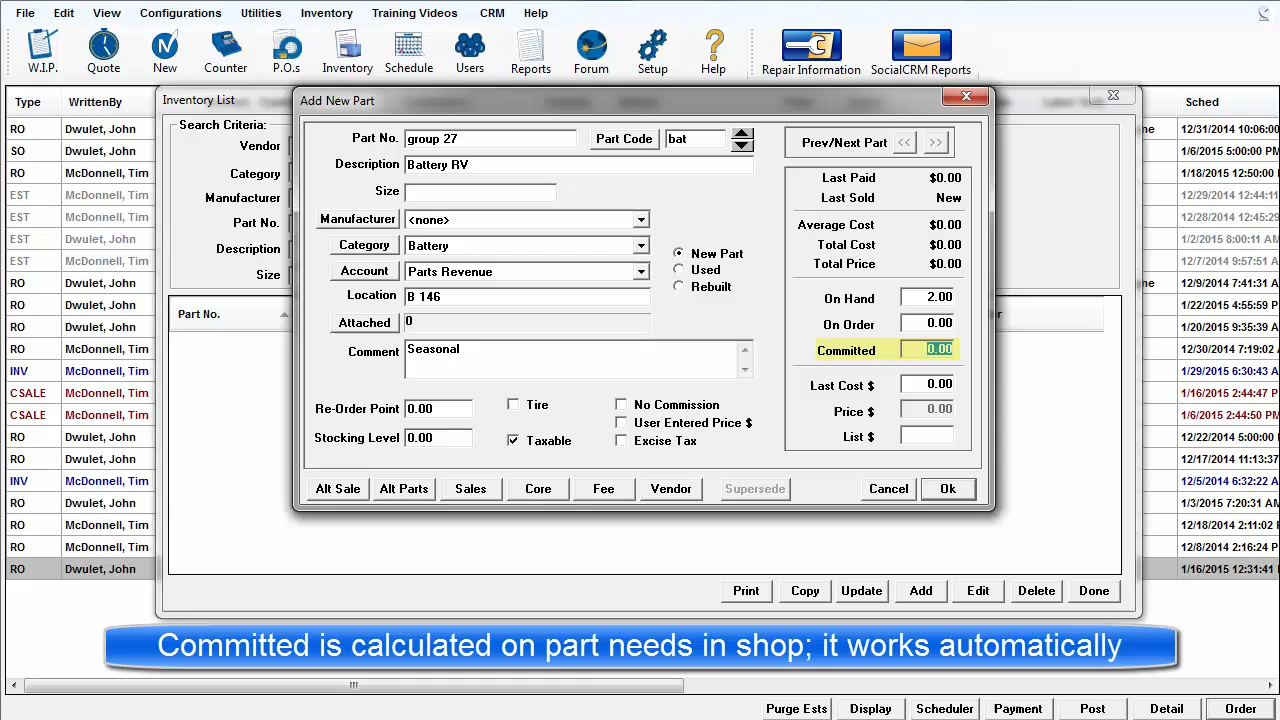 File Edit View Configurations Utilities Inventory Training Videos CRM Help
W.I.P. Quote New Counter P.O.s Inventory Schedule Users Reports Forum Setup Help Repair Information SocialCRM Reports
Type WrittenBy
Sched
RO Dwulet, John
12/31/2014 10:06:00
SO Dwulet, John
1/6/2015 5:00:00 PM
RO McDonnell, Tim
1/18/2015 12:50:00 P
EST McDonnell, Tim
12/29/2014 12:44:1
EST McDonnell, Tim
12/28/2014 12:45:2
EST McDonnell, Tim
1/2/2015 8:00:11 AM
EST McDonnell, Tim
12/7/2014 9:57:51 A
RO Dwulet, John
12/9/2014 7:41:31 A
RO Dwulet, John
1/22/2015 4:55:59 P
RO Dwulet, John
1/20/2015 9:35:39 A
RO McDonnell, Tim
12/30/2014 7:19:02 A
INV McDonnell, Tim
1/29/2015 6:30:43 A
CSALE McDonnell, Tim
1/16/2015 2:44:47 P
CSALE McDonnell, Tim
1/6/2015 2:44:50 PM
RO Dwulet, John
12/22/2014 5:00:00 P
RO Dwulet, John
12/17/2014 11:13:37
INV McDonnell, Tim
12/5/2014 6:32:22 A
RO Dwulet, John
1/3/2015 7:20:31 AM
RO McDonnell, Tim
12/18/2014 2:11:02 P
RO McDonnell, Tim
12/8/2014 2:16:24 P
RO Dwulet, John
1/16/2015 12:31:41 P
Inventory List
Search Criteria:
Vendor
Category
Manufacturer
Part No.
Description
Size
Part No.
Add New Part
Part No. group 27 Part Code bat
Description Battery RV
Size
Manufacturer <none>
Category Battery
Account Parts Revenue
Location B 146
Attached 0
Comment Seasonal
New Part
Used
Rebuilt
Re-Order Point 0.00
Stocking Level 0.00
Tire
Taxable
No Commission
User Entered Price $
Excise Tax
Prev/Next Part << >>
Last Paid $0.00
Last Sold New
Average Cost $0.00
Total Cost $0.00
Total Price $0.00
On Hand 2.00
On Order 0.00
Committed 0.00
Last Cost $ 0.00
Price $ 0.00
List $
Alt Sale Alt Parts Sales Core Fee Vendor Supersede Cancel Ok
Print Copy Update Add Edit Delete Done
Committed is calculated on part needs in shop; it works automatically
Purge Ests Display Scheduler Payment Post Detail Order